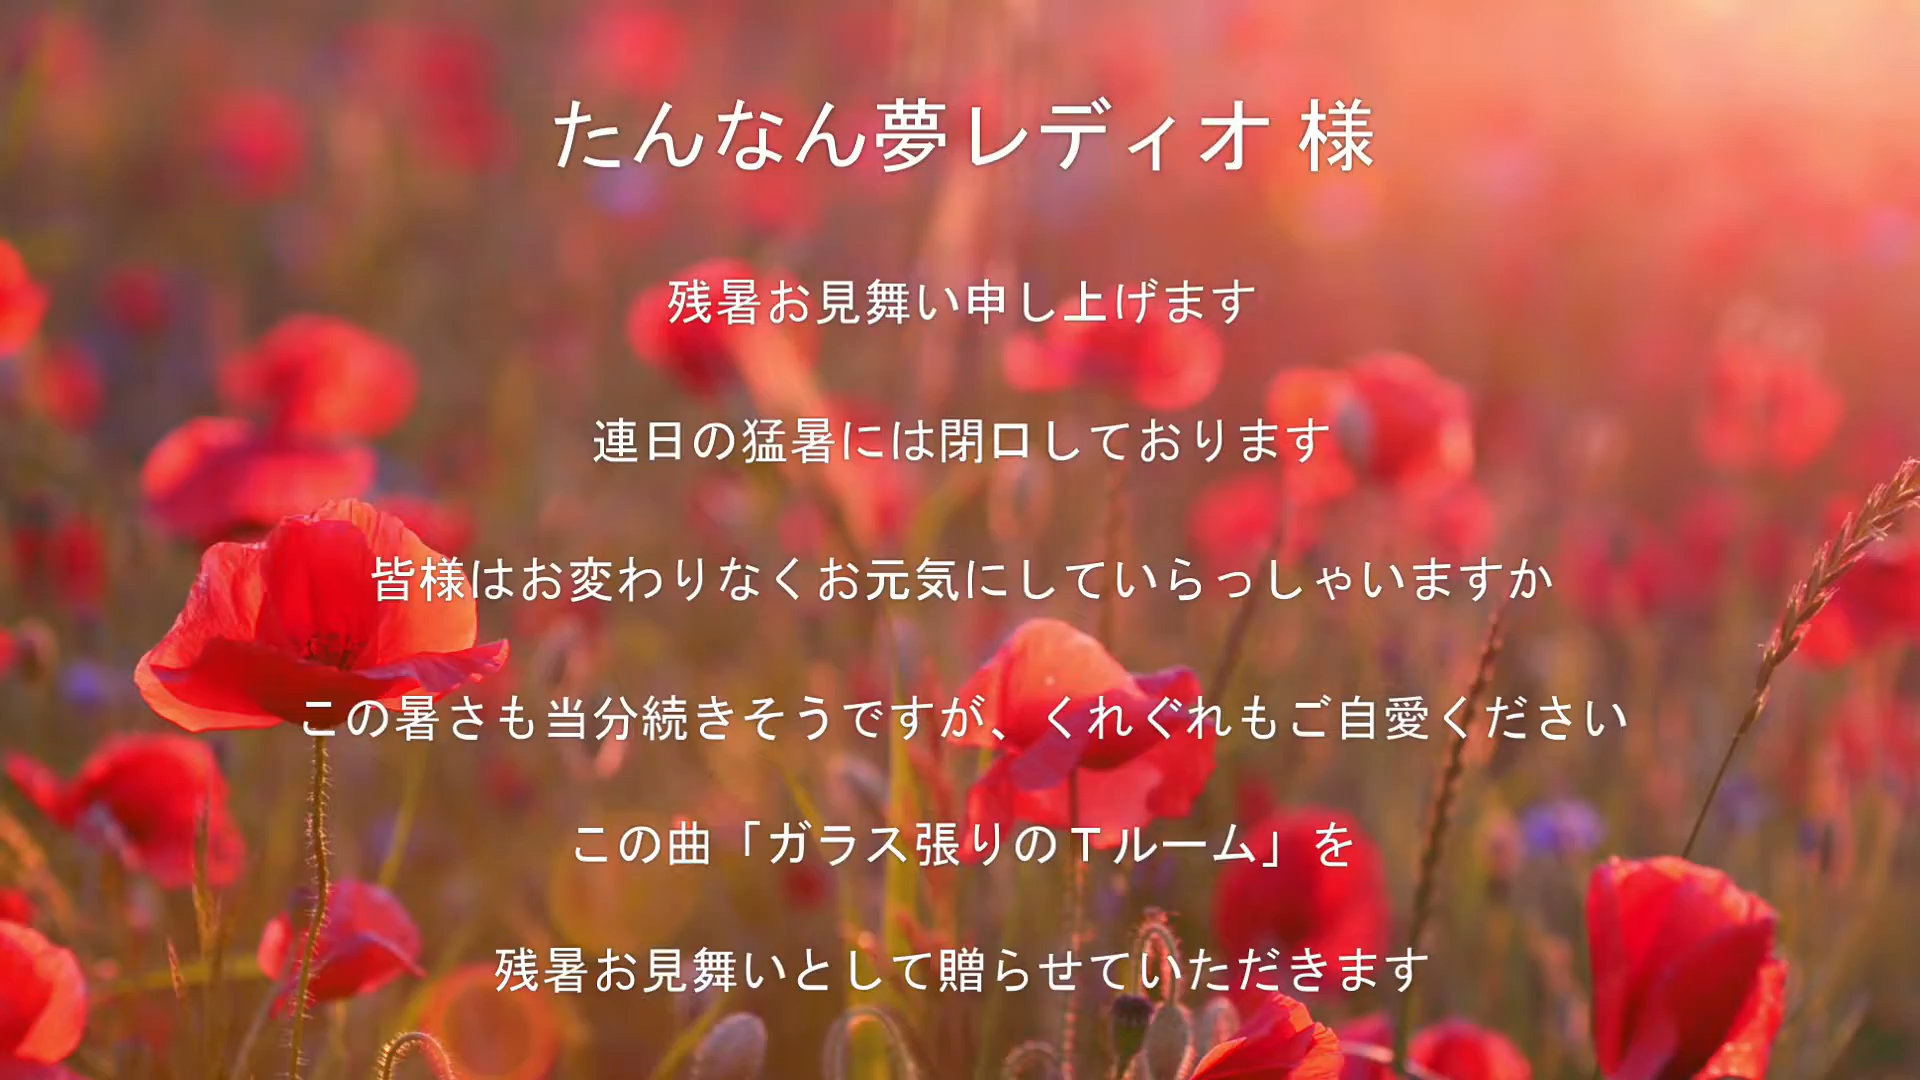 たんなん夢レディオ 様
残暑お見舞い申し上げます
連日の猛暑には閉口しております
皆様はお変わりなくお元気にしていらっしゃいますか
この暑さも当分続きそうですが、くれぐれもご自愛ください
この曲「ガラス張りのＴルーム」を
残暑お見舞いとして贈らせていただきます